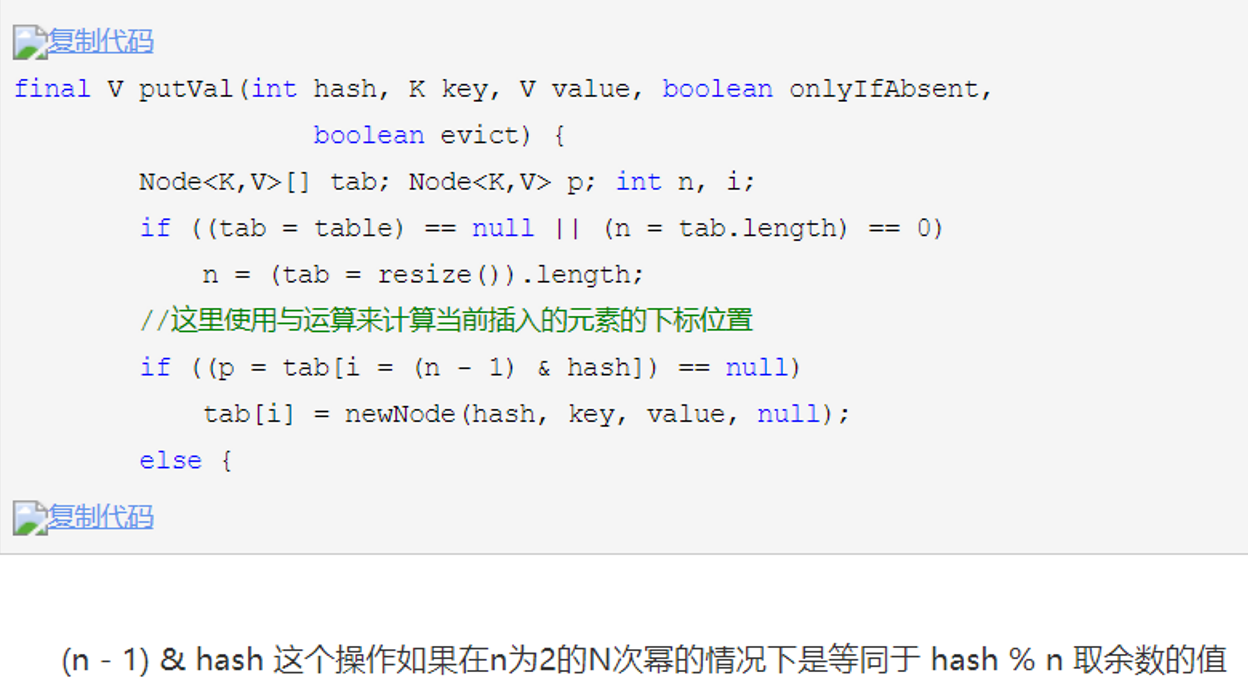 复制代码
final V putVal(int hash, K key, V value, boolean onlyIfAbsent,
boolean evict) {
Node<K,V>[] tab; Node<K,V> p; int n, i;
if ((tab = table) == null || (n = tab.length) == 0)
n = (tab = resize()).length;
//这里使用与运算来计算当前插入的元素的下标位置
if ((p = tab[i = (n - 1) & hash]) == null)
tab[i] = newNode(hash, key, value, null);
else {
复制代码
(n - 1) & hash 这个操作如果在n为2的N次幂的情况下是等同于 hash % n 取余数的值